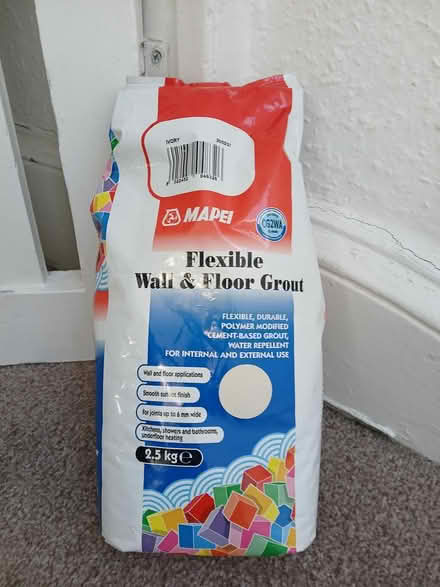 IVORY
MAPEI
CG2WA
Flexible
Wall & Floor Grout
FLEXIBLE, DURABLE,
POLYMER MODIFIED
CEMENT-BASED GROUT,
WATER REPELLENT
FOR INTERNAL AND EXTERNAL USE
Wall and floor applications
Smooth surface finish
For joints up to 6 mm wide
Kitchens, showers and bathrooms,
underfloor heating
2.5 kg e